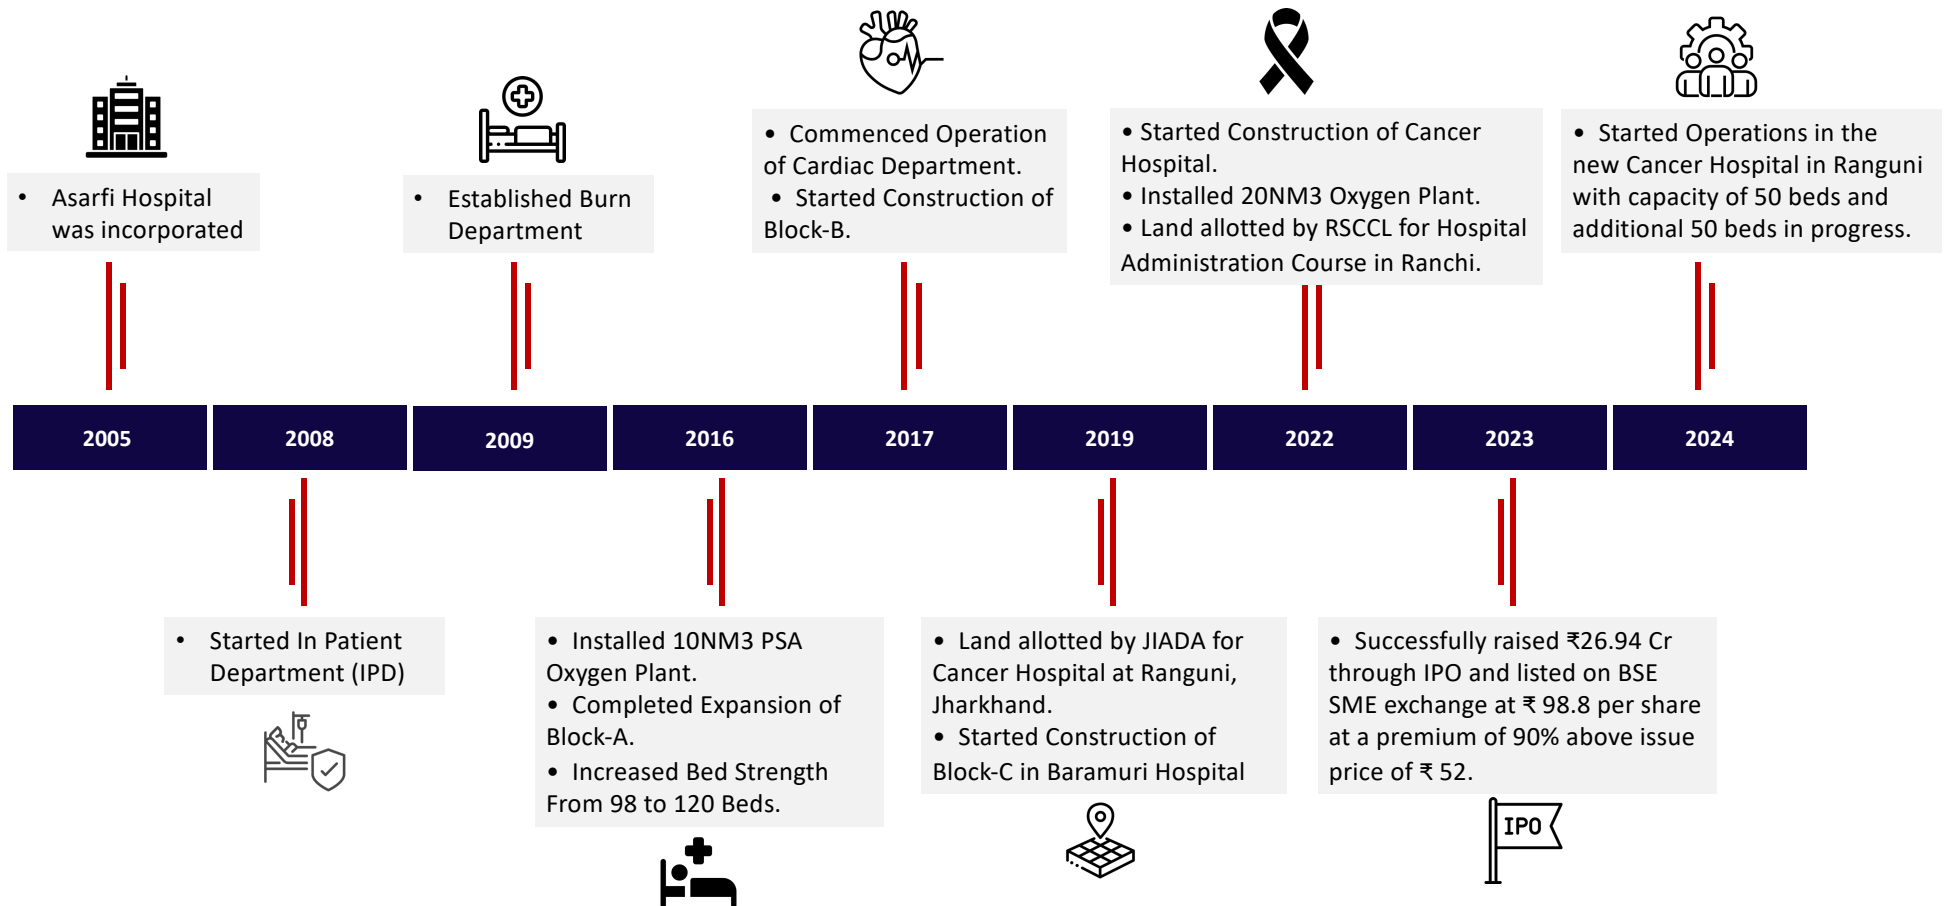 • Asarfi Hospital
was incorporated
• Established Burn
Department
• Commenced Operation
of Cardiac Department.
• Started Construction of
Block-B.
• Started Construction of Cancer
Hospital.
• Installed 20NM3 Oxygen Plant.
• Land allotted by RSCCL for Hospital
Administration Course in Ranchi.
• Started Operations in the
new Cancer Hospital in Ranguni
with capacity of 50 beds and
additional 50 beds in progress.
2005
2008
2009
2016
2017
2019
2022
2023
2024
• Started In Patient
Department (IPD)
• Installed 10NM3 PSA
Oxygen Plant.
• Completed Expansion of
Block-A.
• Increased Bed Strength
From 98 to 120 Beds.
• Land allotted by JIADA for
Cancer Hospital at Ranguni,
Jharkhand.
• Started Construction of
Block-C in Baramuri Hospital
• Successfully raised ₹26.94 Cr
through IPO and listed on BSE
SME exchange at ₹ 98.8 per share
at a premium of 90% above issue
price of ₹ 52.
IPO